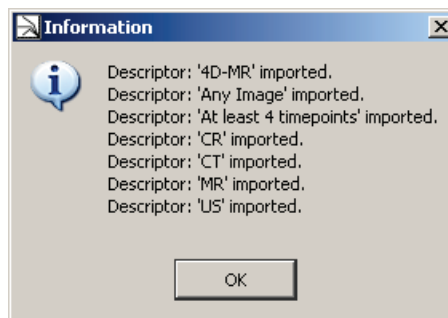 Information
Descriptor: '4D-MR' imported.
Descriptor: 'Any Image' imported.
Descriptor: 'At least 4 timepoints' imported.
Descriptor: 'CR' imported.
Descriptor: 'CT' imported.
Descriptor: 'MR' imported.
Descriptor: 'US' imported.
OK